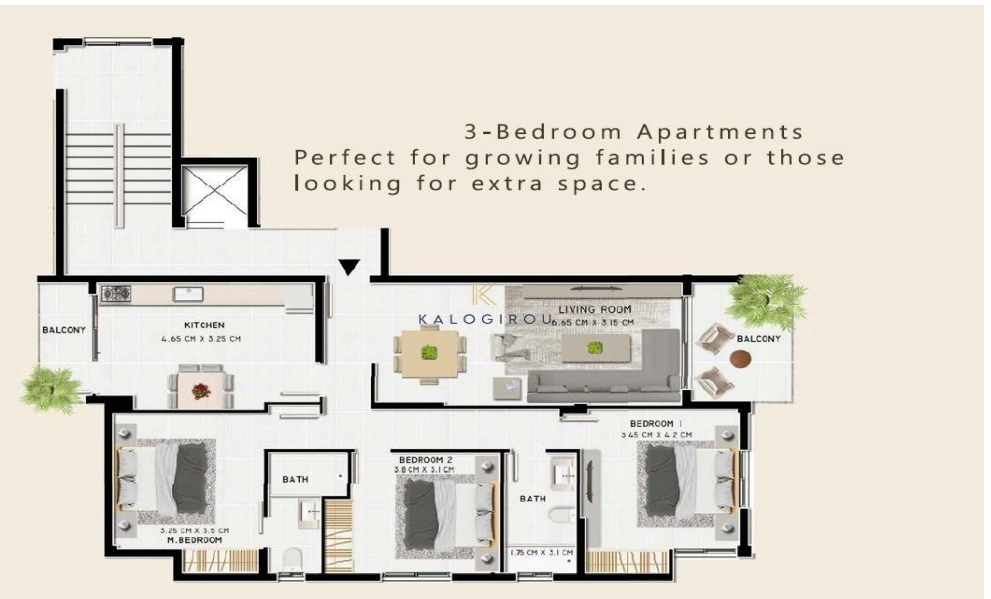 3-Bedroom Apartments
Perfect for growing families or those
looking for extra space.
KALOGIROU
LIVING ROOM
6.65 CM X 3.15 CM
BALCONY
KITCHEN
4.65 CM X 3.25 CM
BALCONY
BEDROOM 1
3.45 CM X 4.2 CM
BEDROOM 2
3.8 CM X 3.1 CM
BATH
BATH
1.75 CM X 3.1 CM
3.25 CM X 3.5 CM
M.BEDROOM